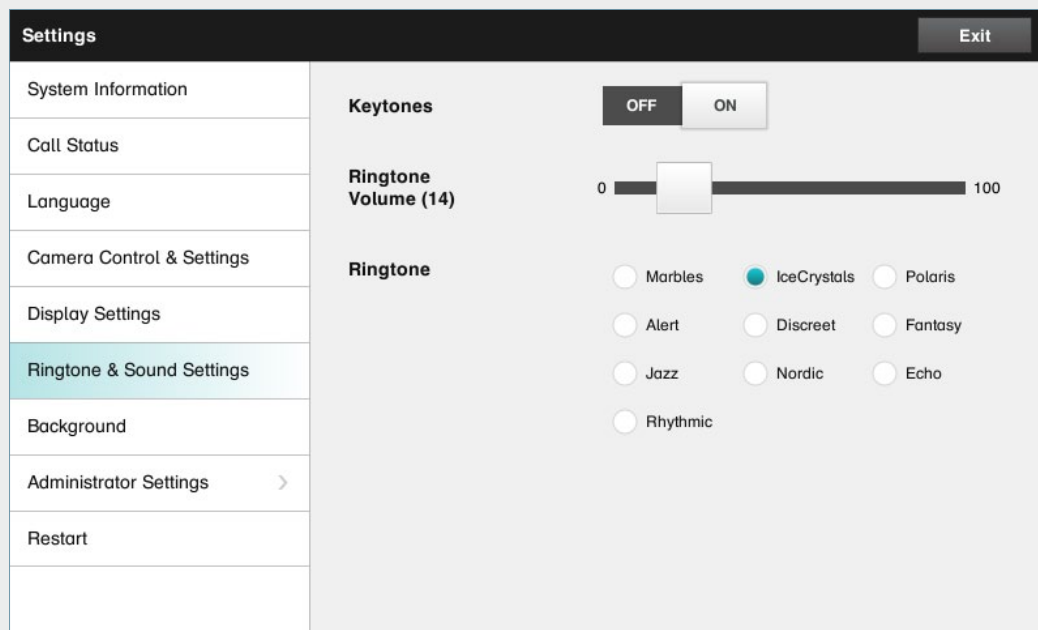 Settings
Exit
System Information
Call Status
Language
Camera Control & Settings
Display Settings
Ringtone & Sound Settings
Background
Administrator Settings
Restart
Keytones
OFF ON
Ringtone
Volume (14)
0 100
Ringtone
Marbles IceCrystals Polaris
Alert Discreet Fantasy
Jazz Nordic Echo
Rhythmic